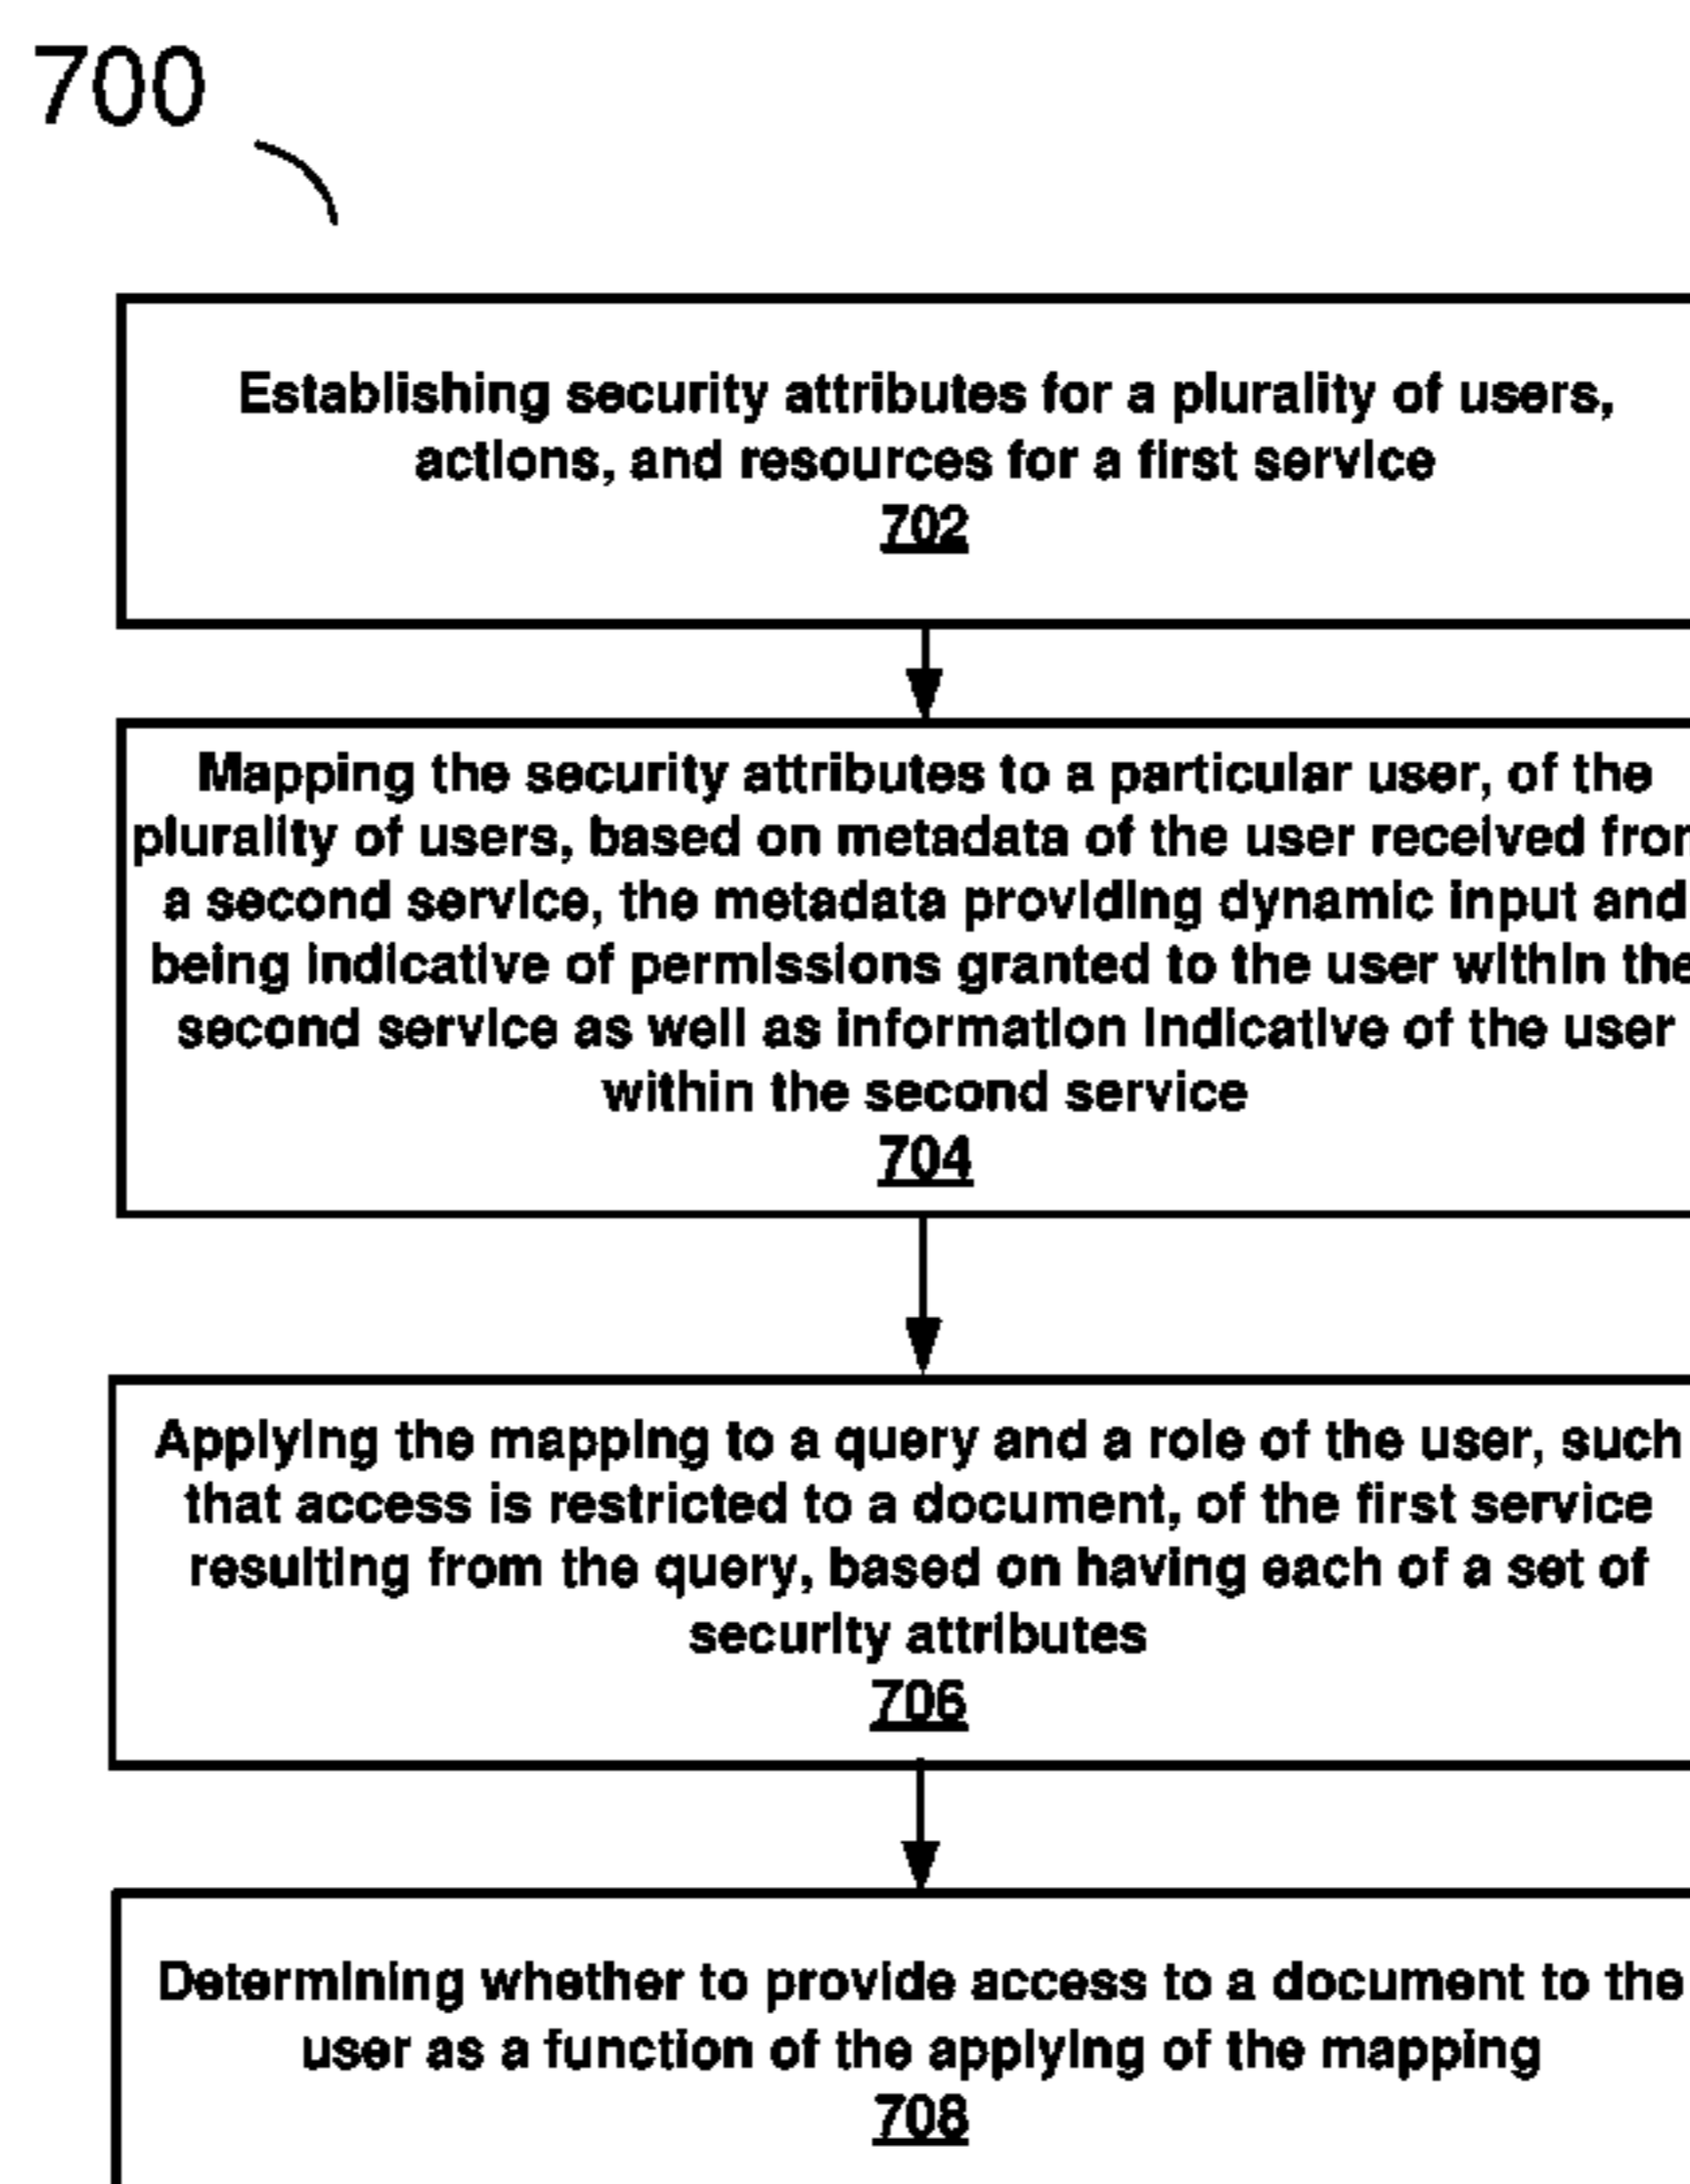 700
Establishing security attributes for a plurality of users,
actions, and resources for a first service
702
Mapping the security attributes to a particular user, of the
plurality of users, based on metadata of the user received from
a second service, the metadata providing dynamic input and
being indicative of permissions granted to the user within the
second service as well as information indicative of the user
within the second service
704
Applying the mapping to a query and a role of the user, such
that access is restricted to a document, of the first service
resulting from the query, based on having each of a set of
security attributes
706
Determining whether to provide access to a document to the
user as a function of the applying of the mapping
708